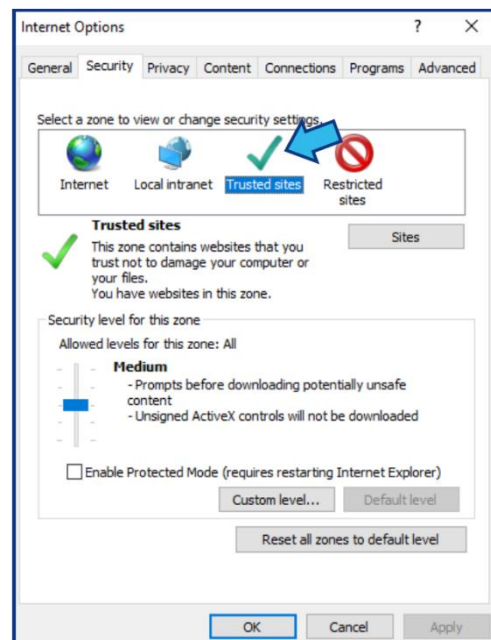 Internet Options
? X
General Security Privacy Content Connections Programs Advanced
Select a zone to view or change security settings.
Internet Local intranet Trusted sites Restricted
sites
Trusted sites
Sites
This zone contains websites that you
trust not to damage your computer or
your files.
You have websites in this zone.
Security level for this zone
Allowed levels for this zone: All
Medium
- Prompts before downloading potentially unsafe
content
- Unsigned ActiveX controls will not be downloaded
Enable Protected Mode (requires restarting Internet Explorer)
Custom level... Default level
Reset all zones to default level
OK Cancel Apply